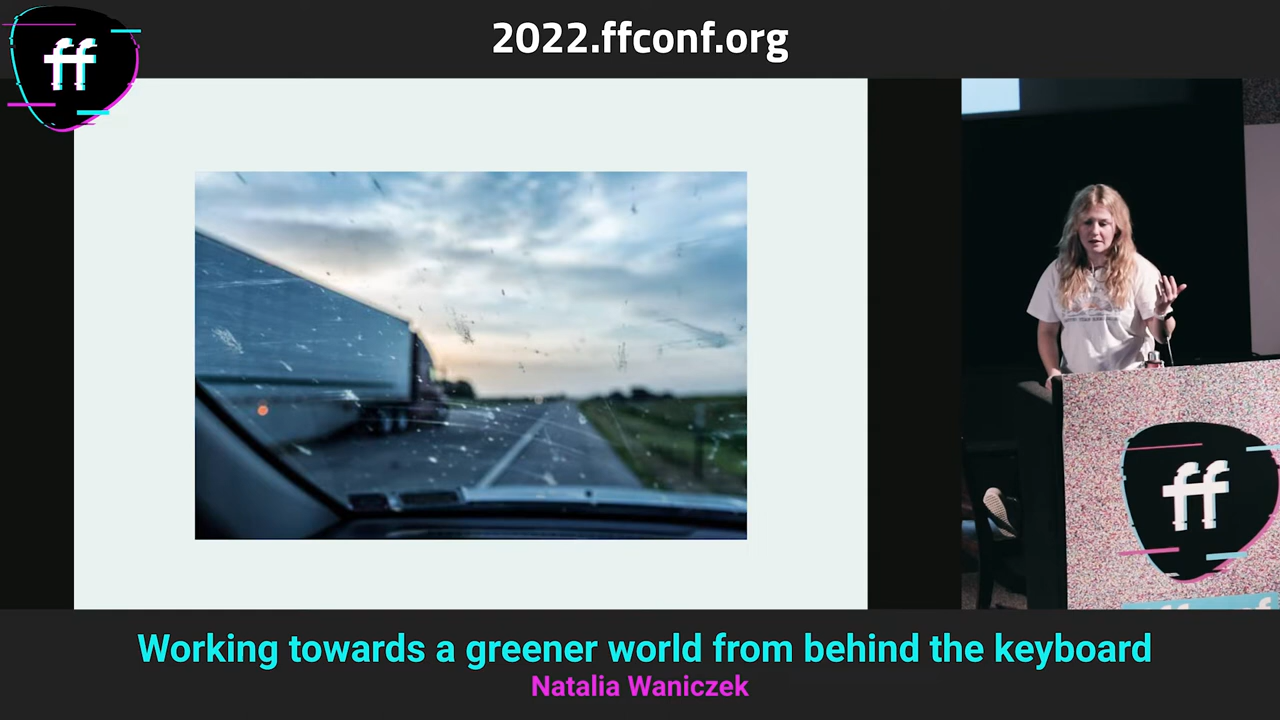 2022.ffconf.org
ff
ff
Working towards a greener world from behind the keyboard
Natalia Waniczek